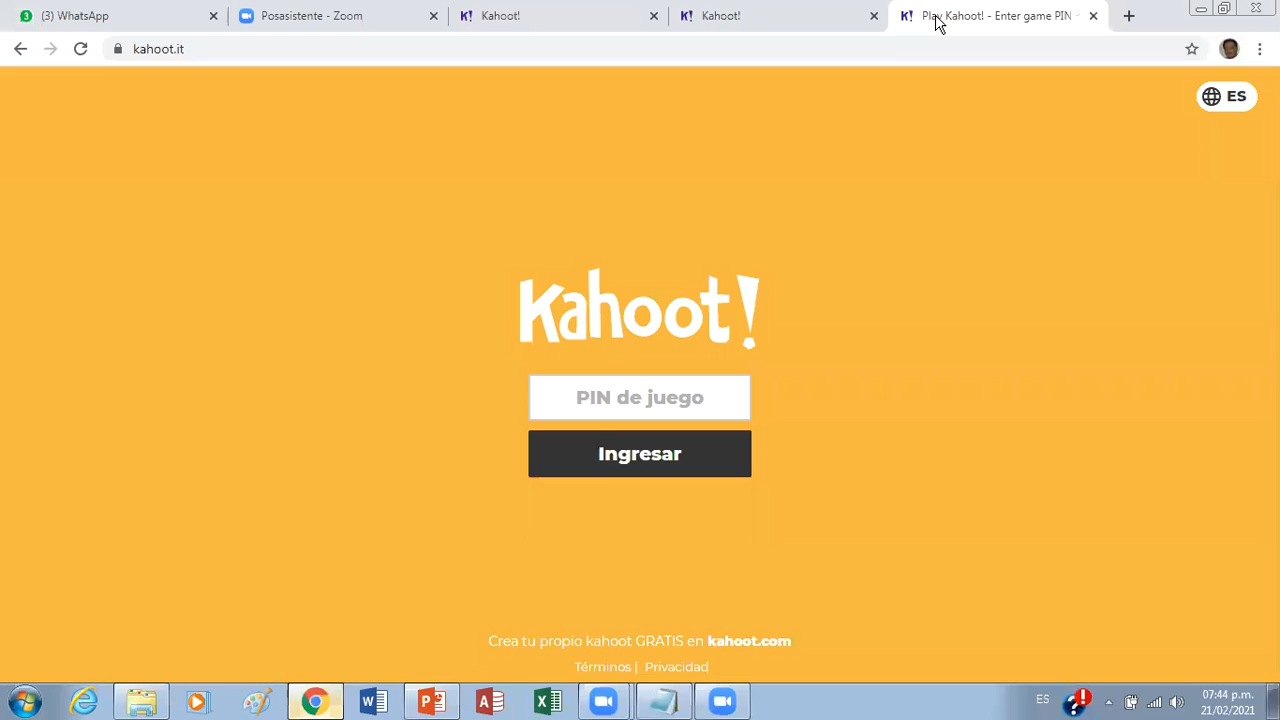 (3) WhatsApp
Posasistente - Zoom
Kahoot!
Kahoot!
Play Kahoot! - Enter game PIN
kahoot.it
ES
Kahoot!
PIN de juego
Ingresar
Crea tu propio kahoot GRATIS en kahoot.com
Términos | Privacidad
ES
07:44 p.m.
21/02/2021